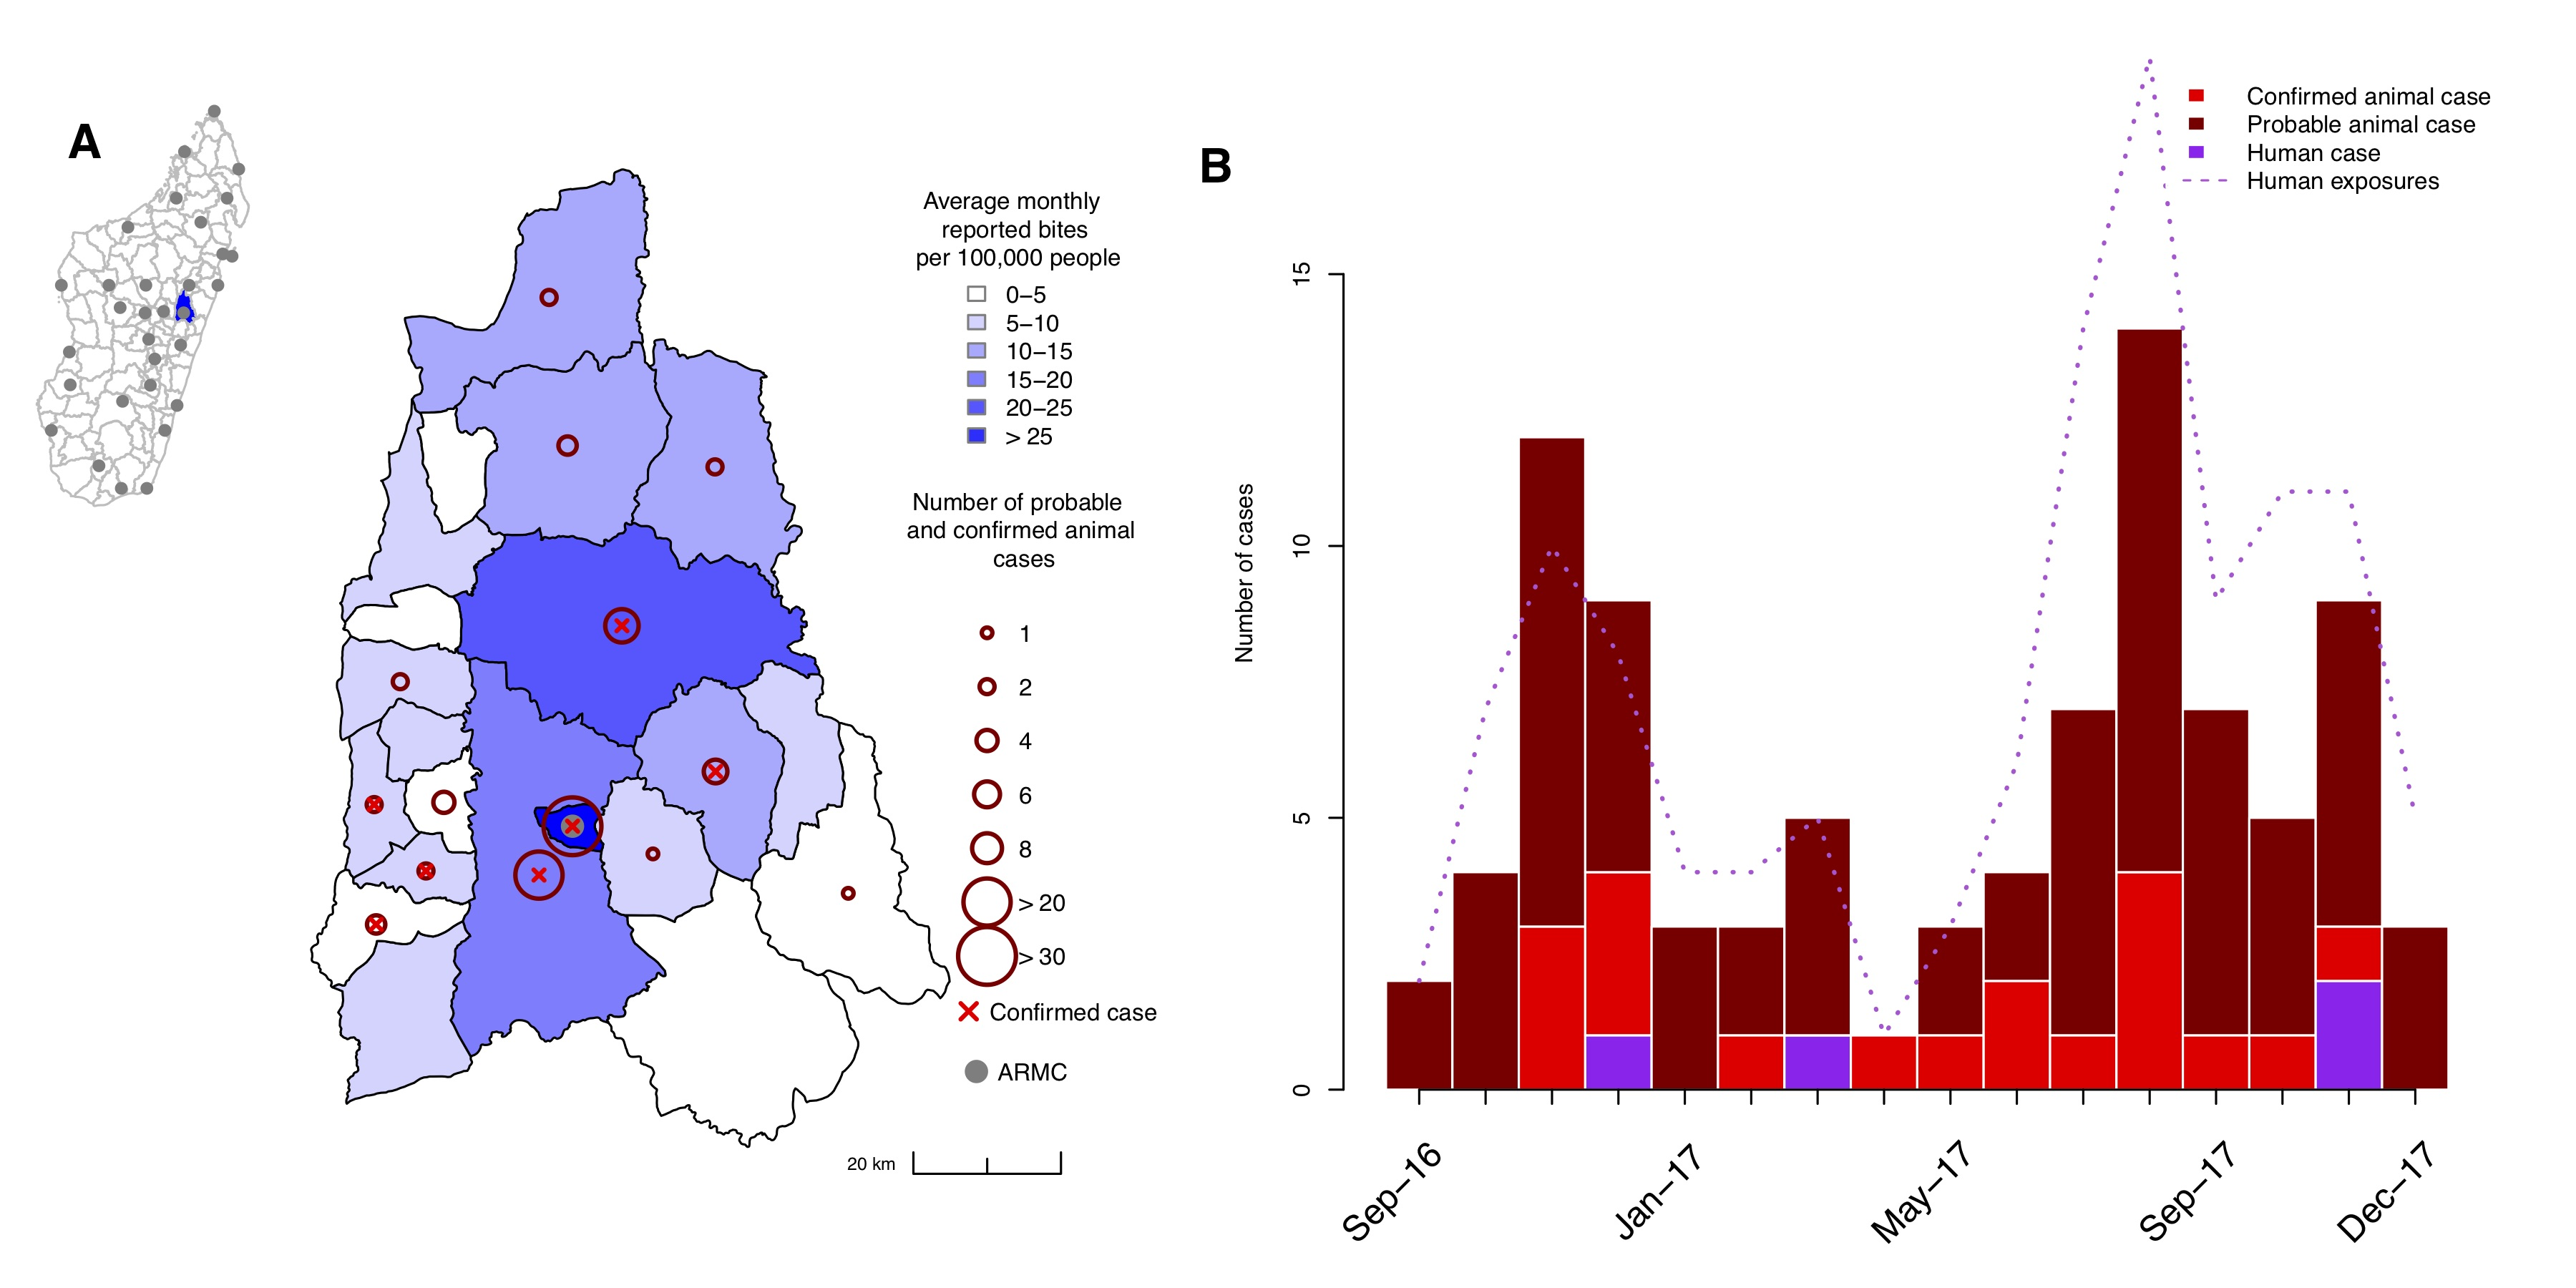 A
Average monthly
reported bites
per 100,000 people
0−5
5−10
10−15
15−20
20−25
> 25
Number of probable
and confirmed animal
cases
1
2
4
6
8
> 20
> 30
Confirmed case
ARMC
20 km
B
Confirmed animal case
Probable animal case
Human case
Human exposures
Number of cases
15
10
5
0
Sep−16
Jan−17
May−17
Sep−17
Dec−17